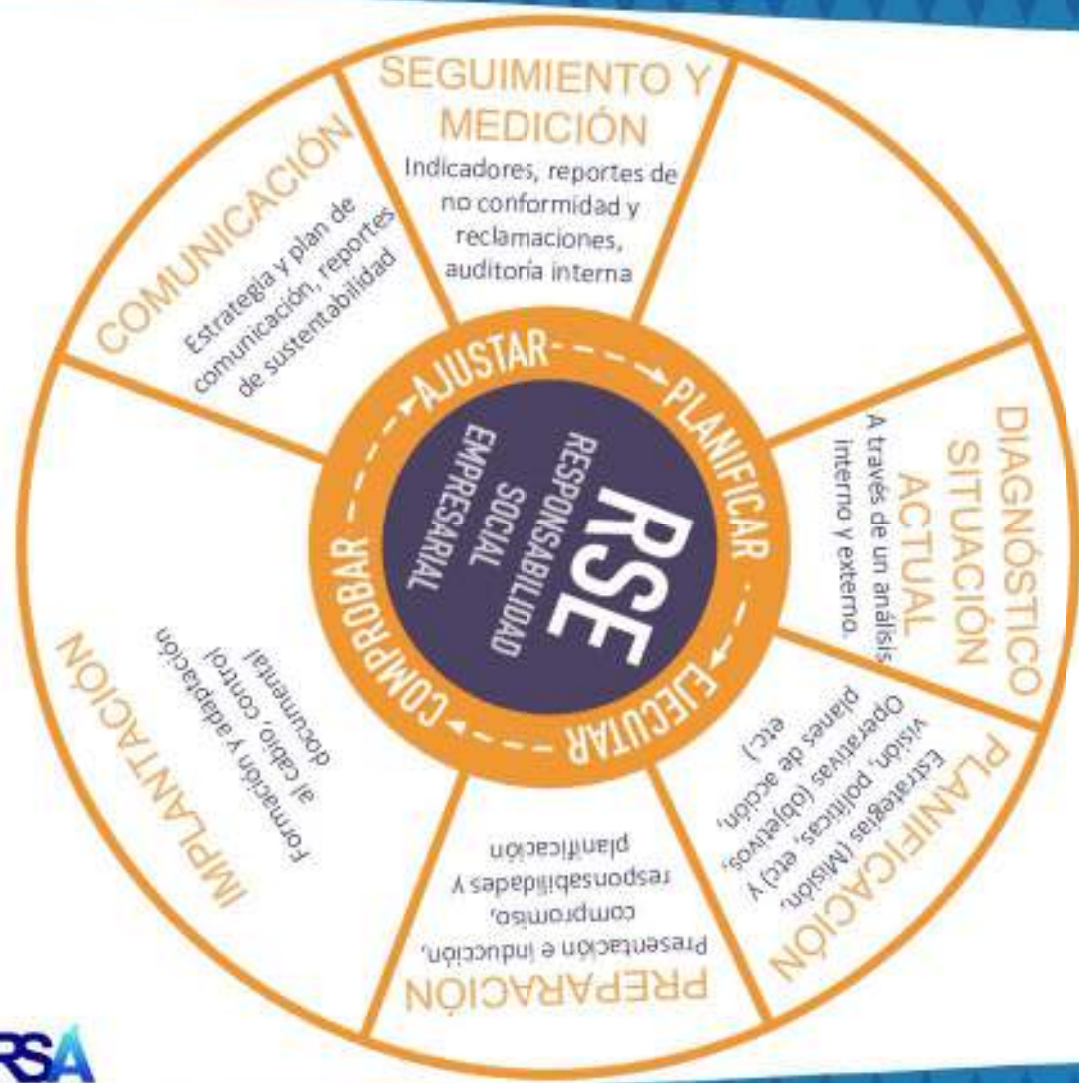 SEGUIMIENTO Y
MEDICIÓN
Indicadores, reportes de
no conformidad y
reclamaciones,
auditoría interna
DIAGNÓSTICO
SITUACIÓN
ACTUAL
A través de un análisis
interno y externo.
PLANIFICACIÓN
Estrategias (Misión,
visión, políticas, etc) y
Operativas (objetivos,
planes de acción,
etc.)
PREPARACIÓN
Presentación e inducción,
compromiso,
responsabilidades y
planificación
IMPLANTACIÓN
Formación y adaptación
al cabio, control
documental
COMUNICACIÓN
Estrategia y plan de
comunicación, reportes
de sustentabilidad
AJUSTAR
PLANIFICAR
EJECUTAR
COMPROBAR
RSE
RESPONSABILIDAD
SOCIAL
EMPRESARIAL
RSA